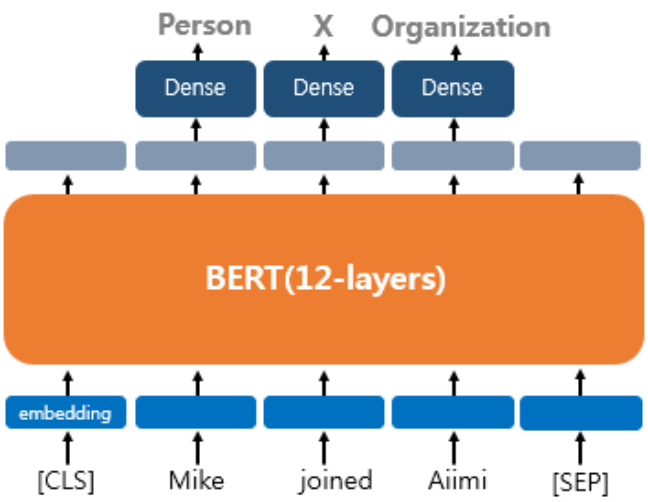 Person X Organization
Dense Dense Dense
BERT(12-layers)
embedding
[CLS] Mike joined Aiimi [SEP]